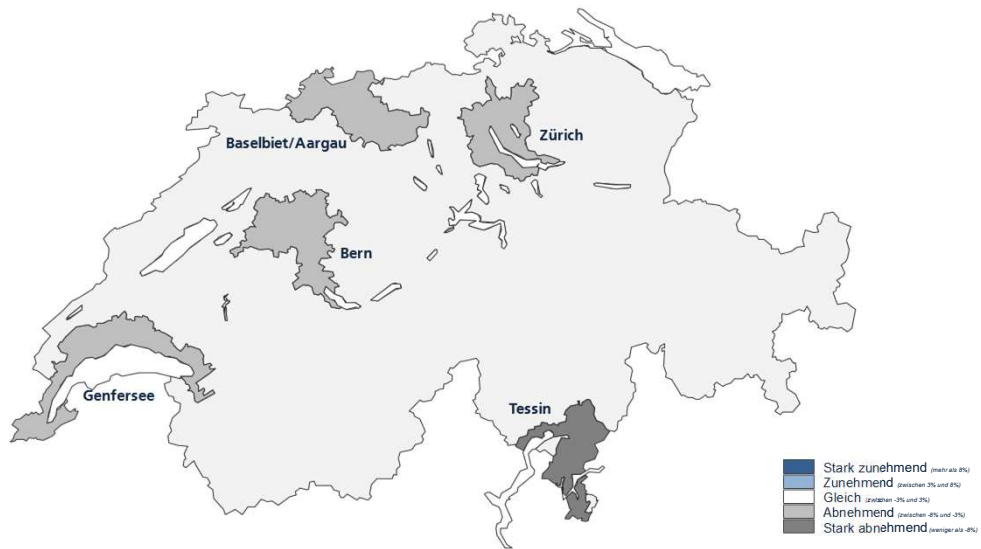 Baselbiet/Aargau
Zürich
Bern
Genfersee
Tessin
Stark zunehmend (mehr als 8%)
Zunehmend (zwischen 3% und 8%)
Gleich (zwischen -3% und 3%)
Abnehmend (zwischen -8% und -3%)
Stark abnehmend (weniger als -8%)